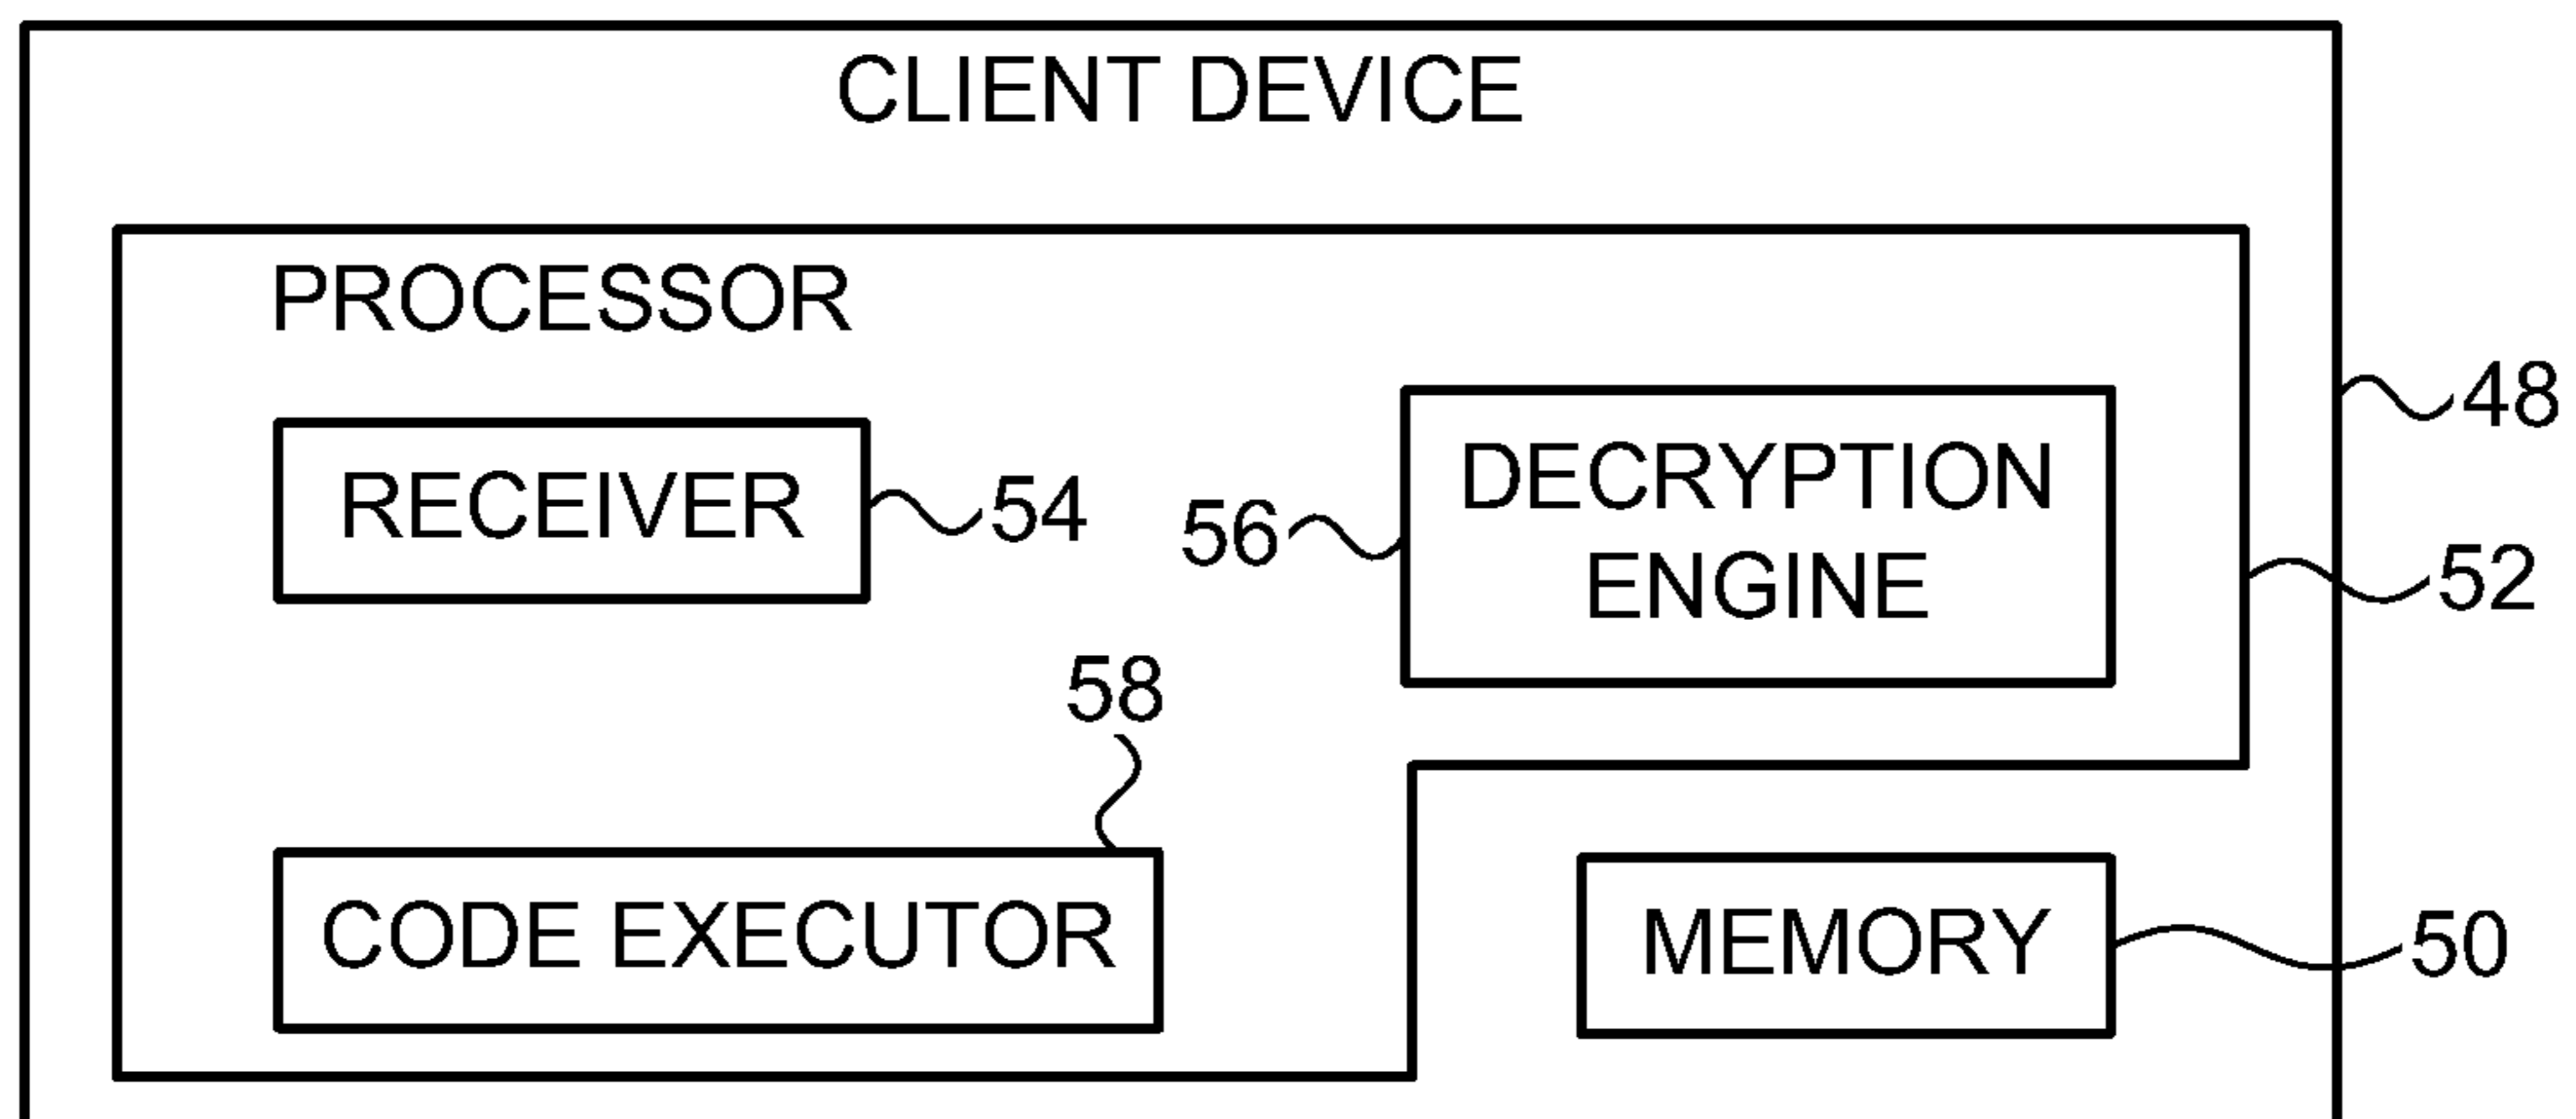 CLIENT DEVICE
PROCESSOR
RECEIVER
54
56
DECRYPTION
ENGINE
48
52
58
CODE EXECUTOR
MEMORY
50